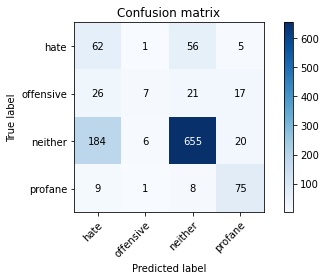 Confusion matrix
hate 62 1 56 5
offensive 26 7 21 17
neither 184 6 655 20
profane 9 1 8 75
hate offensive neither profane
True label
Predicted label
600
500
400
300
200
100